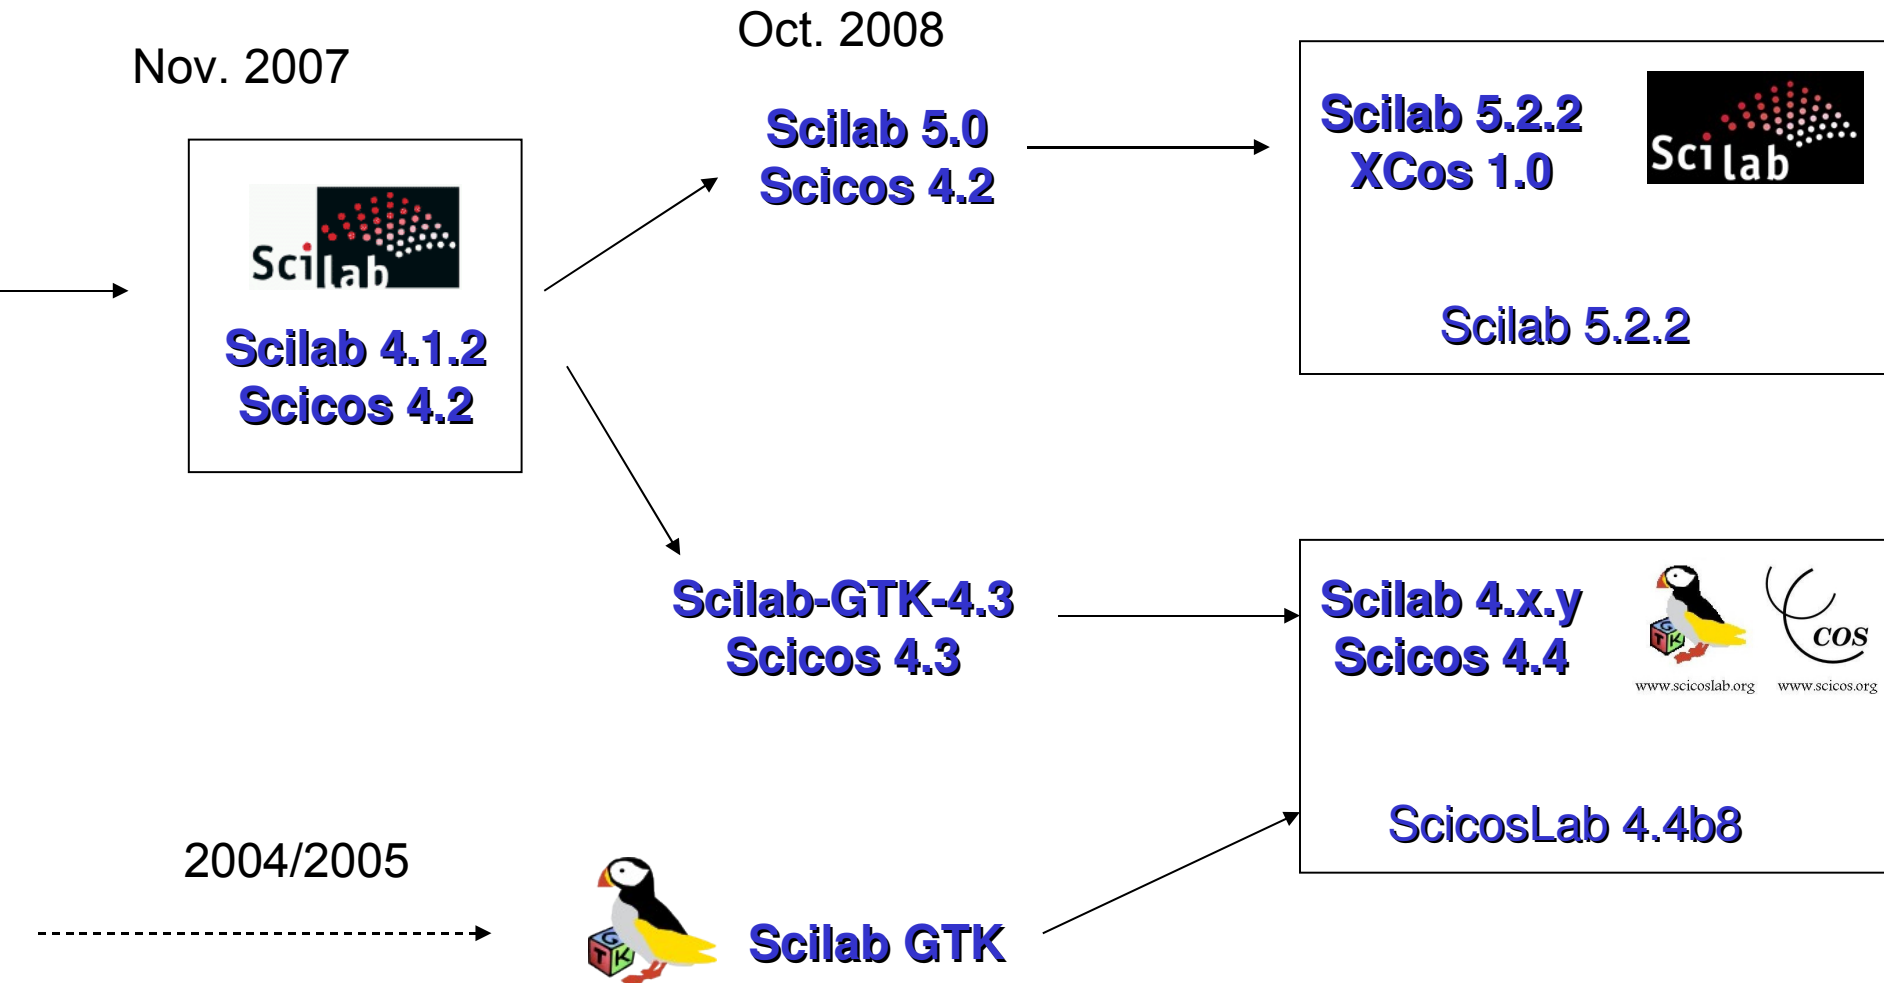 Oct. 2008
Nov. 2007
Scilab 5.0
Scicos 4.2
Scilab 5.2.2
XCos 1.0
Scilab
Scilab 5.2.2
Scilab
Scilab 4.1.2
Scicos 4.2
Scilab-GTK-4.3
Scicos 4.3
Scilab 4.x.y
Scicos 4.4
GTK
cos
www.scicoslab.org
www.scicos.org
ScicosLab 4.4b8
2004/2005
GTK
Scilab GTK